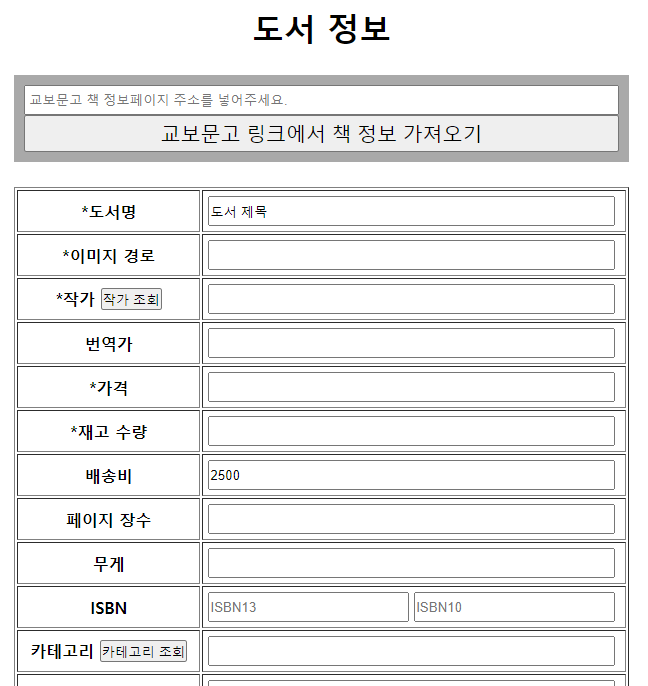 도서 정보
교보문고 책 정보페이지 주소를 넣어주세요.
교보문고 링크에서 책 정보 가져오기
*도서명 도서 제목
*이미지 경로
*작가 작가 조회
번역가
*가격
*재고 수량
배송비 2500
페이지 장수
무게
ISBN ISBN13 ISBN10
카테고리 카테고리 조회